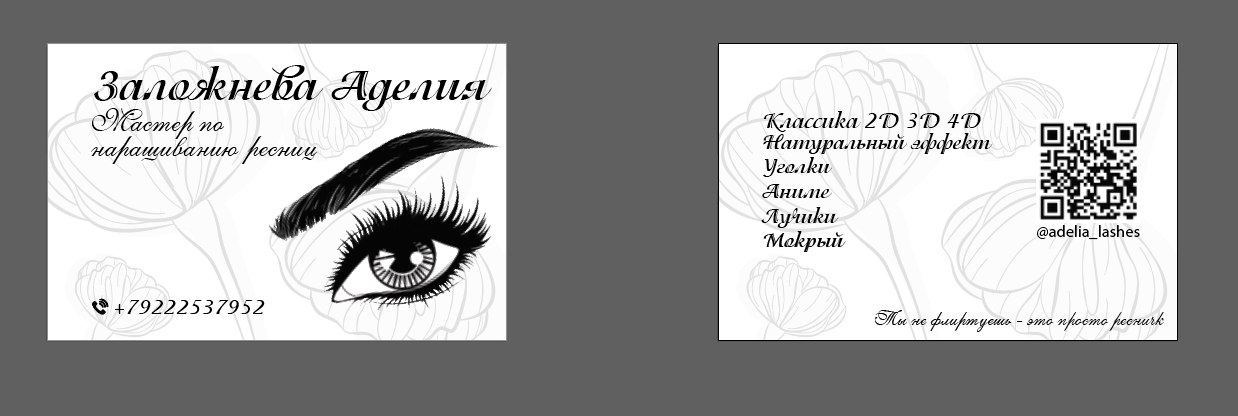 Заложнева Аделия
Мастер по
наращиванию ресниц
+79222537952
Классика 2D 3D 4D
Натуральный эффект
Уголки
Аниме
Лучики
Мокрый
@adelia_lashes
Ты не флиртуешь - это просто ресничк